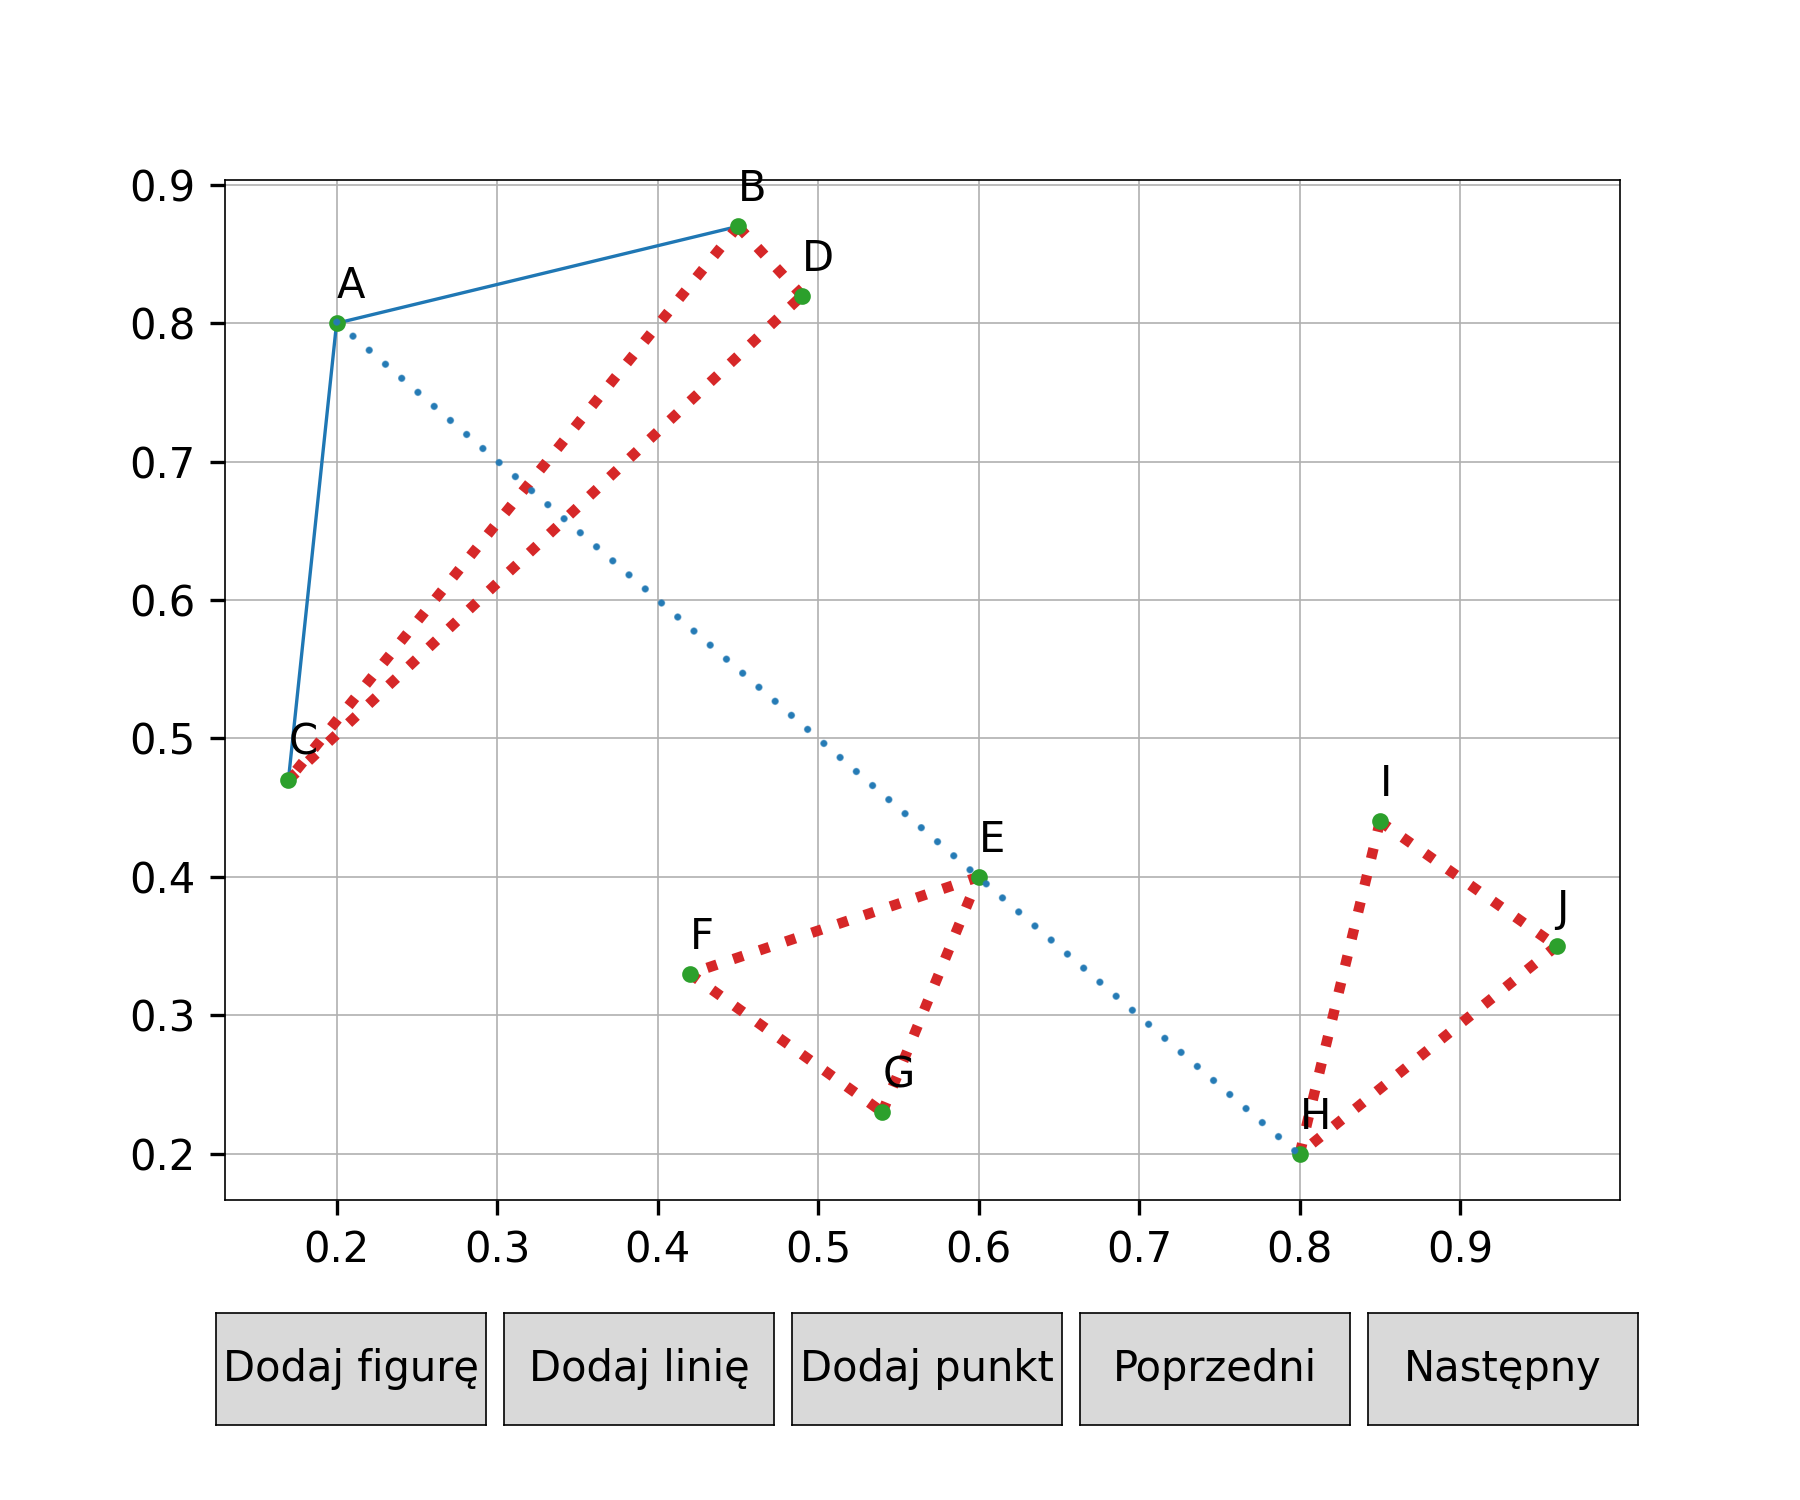 0.9
B
D
A
0.8
0.7
0.6
C
0.5
I
E
0.4
J
F
0.3
G
H
0.2
0.2 0.3 0.4 0.5 0.6 0.7 0.8 0.9
Dodaj figurę Dodaj linię Dodaj punkt Poprzedni Następny